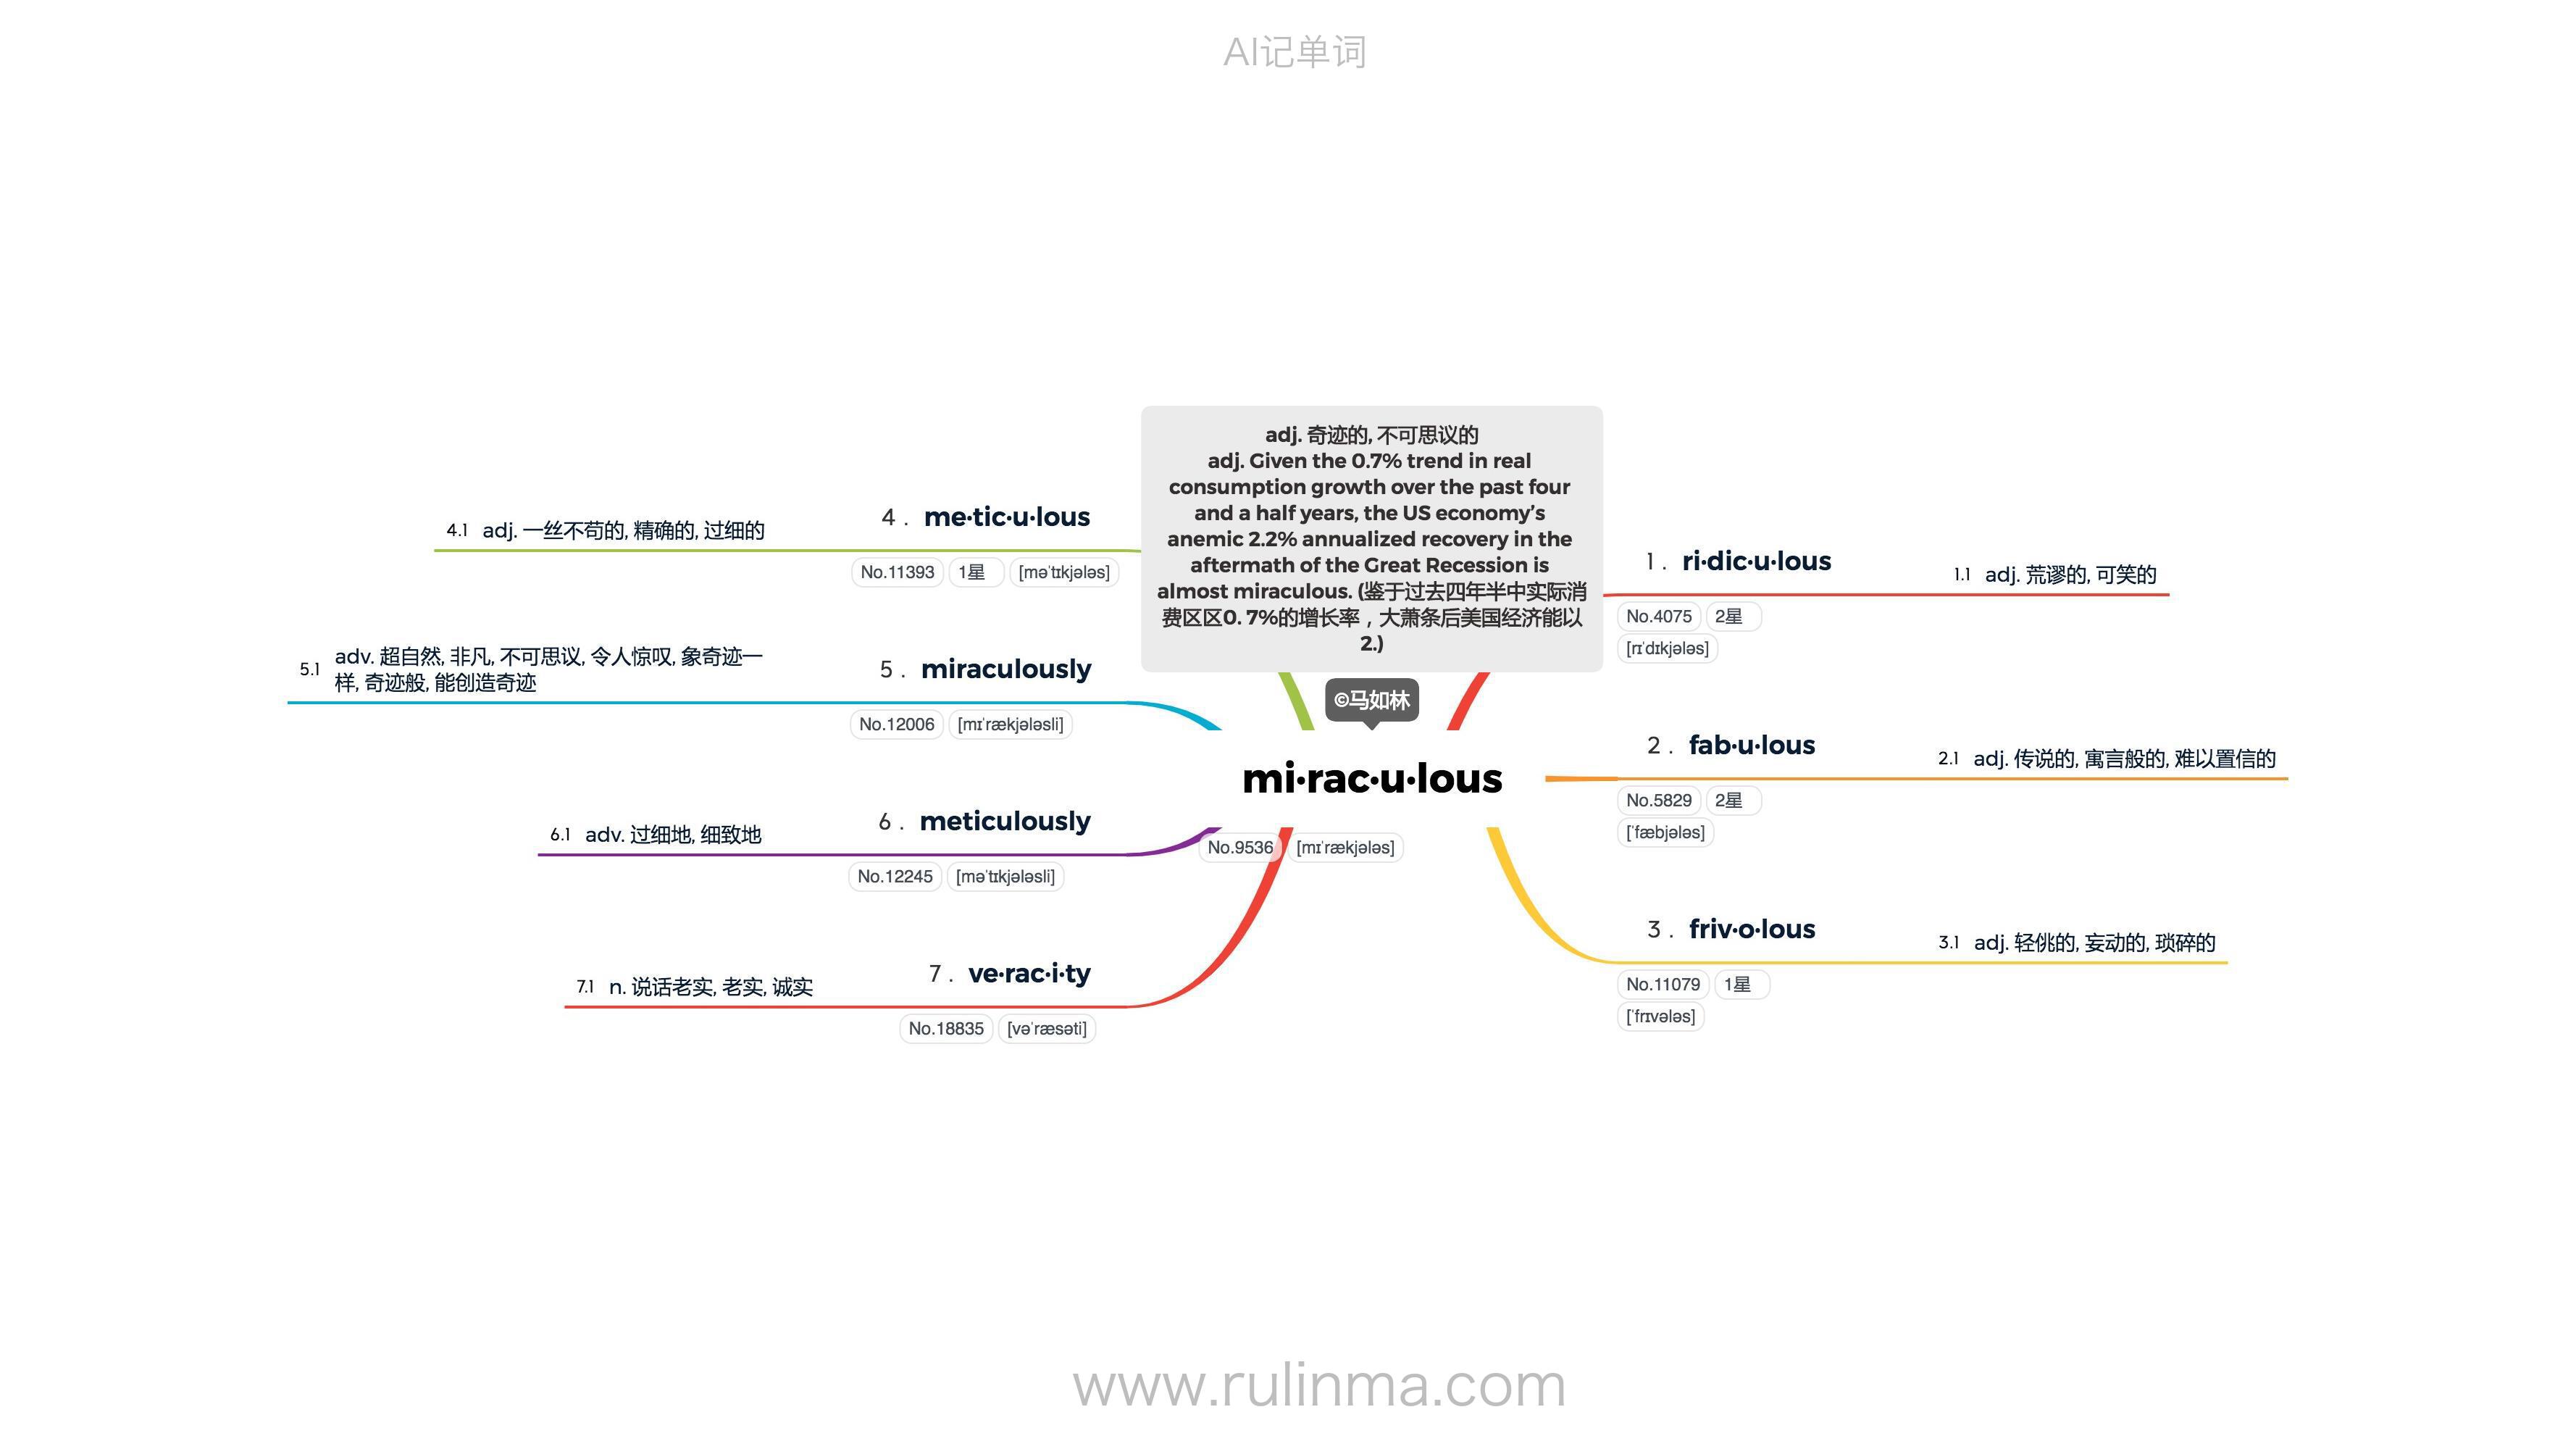 AI记单词
adj. 奇迹的, 不可思议的
adj. Given the 0.7% trend in real
consumption growth over the past four
and a half years, the US economy’s
anemic 2.2% annualized recovery in the
aftermath of the Great Recession is
almost miraculous. (鉴于过去四年半中实际消
费区区0. 7%的增长率，大萧条后美国经济能以
2.)
©马如林
mi·rac·u·lous
No.9536 [mɪˈrækjələs]
1 . ri·dic·u·lous
No.4075 2星
[rɪˈdɪkjələs]
1.1 adj. 荒谬的, 可笑的
2 . fab·u·lous
No.5829 2星
[ˈfæbjələs]
2.1 adj. 传说的, 寓言般的, 难以置信的
3 . friv·o·lous
No.11079 1星
[ˈfrɪvələs]
3.1 adj. 轻佻的, 妄动的, 琐碎的
4 . me·tic·u·lous
No.11393 1星 [məˈtɪkjələs]
4.1 adj. 一丝不苟的, 精确的, 过细的
5 . miraculously
No.12006 [mɪˈrækjələsli]
5.1 adv. 超自然, 非凡, 不可思议, 令人惊叹, 象奇迹一
样, 奇迹般, 能创造奇迹
6 . meticulously
No.12245 [məˈtɪkjələsli]
6.1 adv. 过细地, 细致地
7 . ve·rac·i·ty
No.18835 [vəˈræsəti]
7.1 n. 说话老实, 老实, 诚实
www.rulinma.com